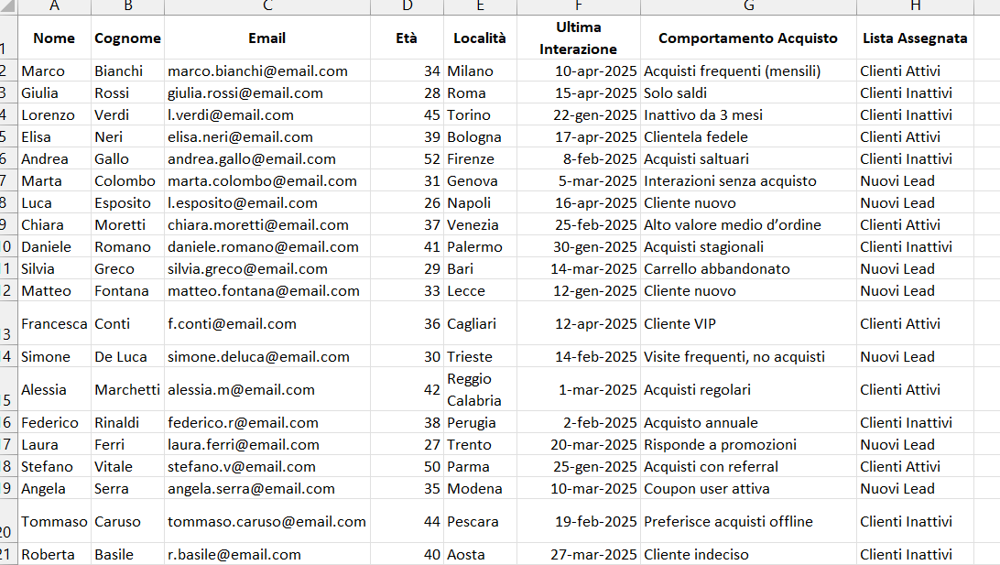 A B C D E F G H
1 Nome Cognome Email Età Località Ultima Interazione Comportamento Acquisto Lista Assegnata
2 Marco Bianchi marco.bianchi@email.com 34 Milano 10-apr-2025 Acquisti frequenti (mensili) Clienti Attivi
3 Giulia Rossi giulia.rossi@email.com 28 Roma 15-apr-2025 Solo saldi Clienti Inattivi
4 Lorenzo Verdi l.verdi@email.com 45 Torino 22-gen-2025 Inattivo da 3 mesi Clienti Inattivi
5 Elisa Neri elisa.neri@email.com 39 Bologna 17-apr-2025 Clientela fedele Clienti Attivi
6 Andrea Gallo andrea.gallo@email.com 52 Firenze 8-feb-2025 Acquisti saltuari Clienti Inattivi
7 Marta Colombo marta.colombo@email.com 31 Genova 5-mar-2025 Interazioni senza acquisto Nuovi Lead
8 Luca Esposito l.esposito@email.com 26 Napoli 16-apr-2025 Cliente nuovo Nuovi Lead
9 Chiara Moretti chiara.moretti@email.com 37 Venezia 25-feb-2025 Alto valore medio d’ordine Clienti Attivi
10 Daniele Romano daniele.romano@email.com 41 Palermo 30-gen-2025 Acquisti stagionali Clienti Inattivi
11 Silvia Greco silvia.greco@email.com 29 Bari 14-mar-2025 Carrello abbandonato Nuovi Lead
12 Matteo Fontana matteo.fontana@email.com 33 Lecce 12-gen-2025 Cliente nuovo Nuovi Lead
13 Francesca Conti f.conti@email.com 36 Cagliari 12-apr-2025 Cliente VIP Clienti Attivi
14 Simone De Luca simone.deluca@email.com 30 Trieste 14-feb-2025 Visite frequenti, no acquisti Nuovi Lead
15 Alessia Marchetti alessia.m@email.com 42 Reggio Calabria 1-mar-2025 Acquisti regolari Clienti Attivi
16 Federico Rinaldi federico.r@email.com 38 Perugia 2-feb-2025 Acquisto annuale Clienti Inattivi
17 Laura Ferri laura.ferri@email.com 27 Trento 20-mar-2025 Risponde a promozioni Nuovi Lead
18 Stefano Vitale stefano.v@email.com 50 Parma 25-gen-2025 Acquisti con referral Clienti Attivi
19 Angela Serra angela.serra@email.com 35 Modena 10-mar-2025 Coupon user attiva Nuovi Lead
20 Tommaso Caruso tommaso.caruso@email.com 44 Pescara 19-feb-2025 Preferisce acquisti offline Clienti Inattivi
21 Roberta Basile r.basile@email.com 40 Aosta 27-mar-2025 Cliente indeciso Clienti Inattivi